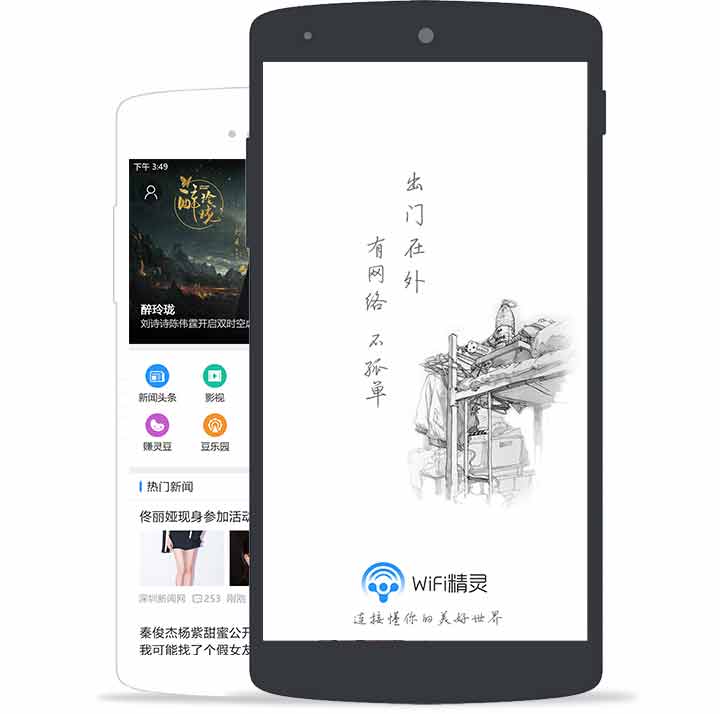 下午 3:49
醉玲珑
醉玲珑
刘诗诗陈伟霆开启双时空虐
新闻头条
影视
赚灵豆
豆乐园
热门新闻
佟丽娅现身参加活动
深圳新闻网 253 刚刚
秦俊杰杨紫甜蜜公开
我可能找了个假女友
出门在外
有网络 不孤单
WiFi精灵
连接懂你的美好世界